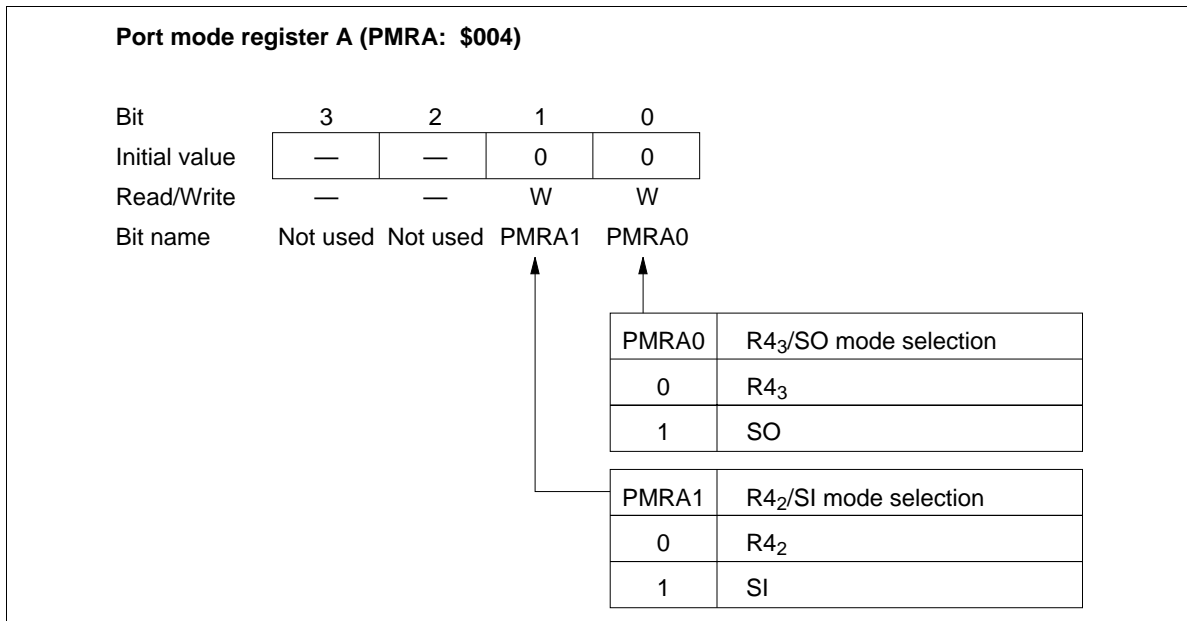 Port mode register A (PMRA: $004)
Bit 3 2 1 0
Initial value — — 0 0
Read/Write — — W W
Bit name Not used Not used PMRA1 PMRA0
PMRA0 R4₃/SO mode selection
0 R4₃
1 SO
PMRA1 R4₂/SI mode selection
0 R4₂
1 SI